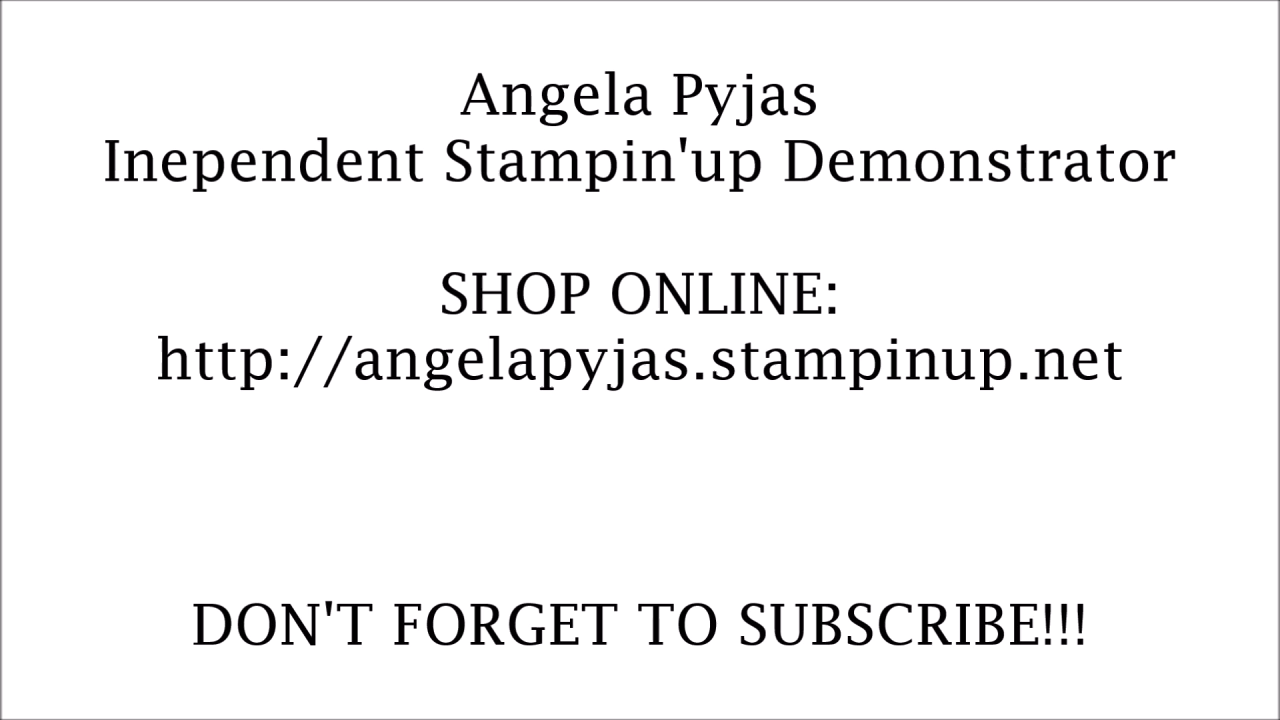 Angela Pyjas
Inependent Stampin'up Demonstrator
SHOP ONLINE:
http://angelapyjas.stampinup.net
DON'T FORGET TO SUBSCRIBE!!!